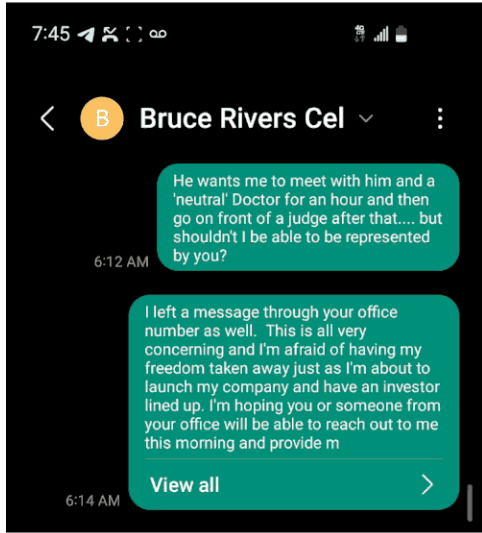 7:45
4G
B Bruce Rivers Cel
He wants me to meet with him and a
'neutral' Doctor for an hour and then
go on front of a judge after that.... but
shouldn't I be able to be represented
by you?
6:12 AM
I left a message through your office
number as well. This is all very
concerning and I'm afraid of having my
freedom taken away just as I'm about to
launch my company and have an investor
lined up. I'm hoping you or someone from
your office will be able to reach out to me
this morning and provide m
View all
6:14 AM